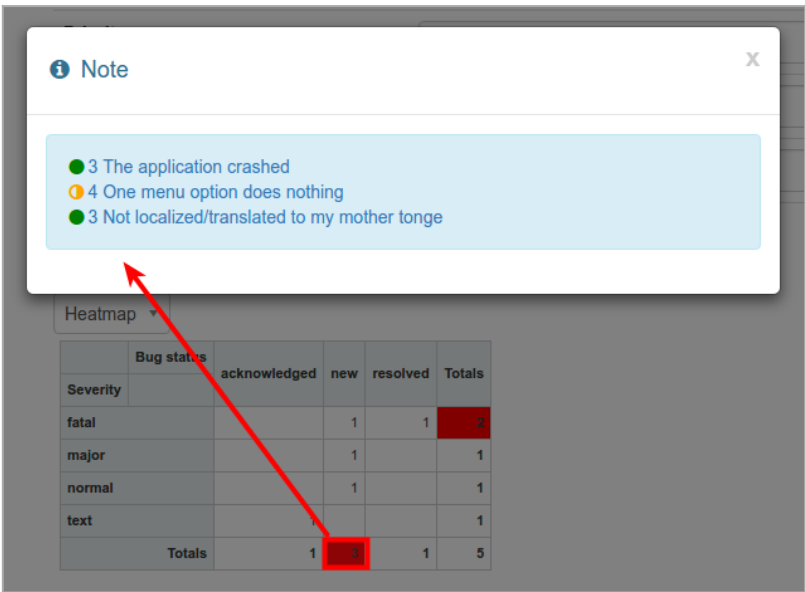 Note
x
3 The application crashed
4 One menu option does nothing
3 Not localized/translated to my mother tonge
Heatmap
Bug status
acknowledged new resolved Totals
Severity
fatal 1 1 2
major 1 1
normal 1 1
text 1 1
Totals 1 3 1 5